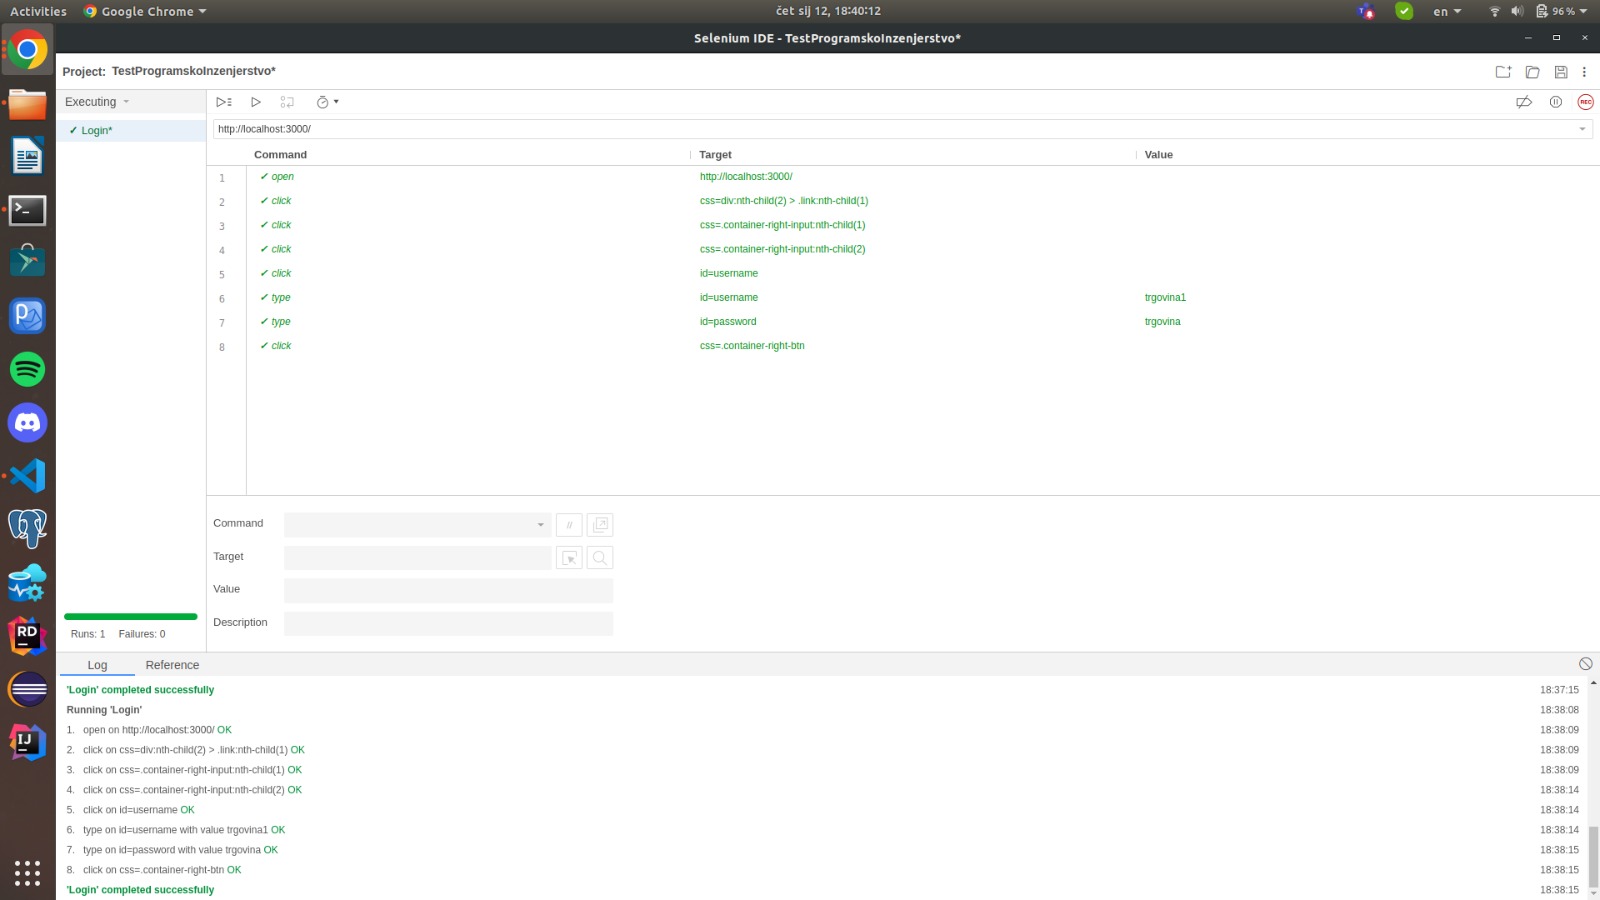 Activities Google Chrome čet sij 12, 18:40:12 en 96 %
Selenium IDE - TestProgramskoInzenjerstvo*
Project: TestProgramskoInzenjerstvo*
Executing
REC
✓ Login*
http://localhost:3000/
Command Target Value
1 ✓ open http://localhost:3000/
2 ✓ click css=div:nth-child(2) > .link:nth-child(1)
3 ✓ click css=.container-right-input:nth-child(1)
4 ✓ click css=.container-right-input:nth-child(2)
5 ✓ click id=username
6 ✓ type id=username trgovina1
7 ✓ type id=password trgovina
8 ✓ click css=.container-right-btn
Command //
Target
Value
Description
Runs: 1 Failures: 0
Log Reference
'Login' completed successfully 18:37:15
Running 'Login' 18:38:08
1. open on http://localhost:3000/ OK 18:38:09
2. click on css=div:nth-child(2) > .link:nth-child(1) OK 18:38:09
3. click on css=.container-right-input:nth-child(1) OK 18:38:09
4. click on css=.container-right-input:nth-child(2) OK 18:38:14
5. click on id=username OK 18:38:14
6. type on id=username with value trgovina1 OK 18:38:14
7. type on id=password with value trgovina OK 18:38:15
8. click on css=.container-right-btn OK 18:38:15
'Login' completed successfully 18:38:15
RD
IJ